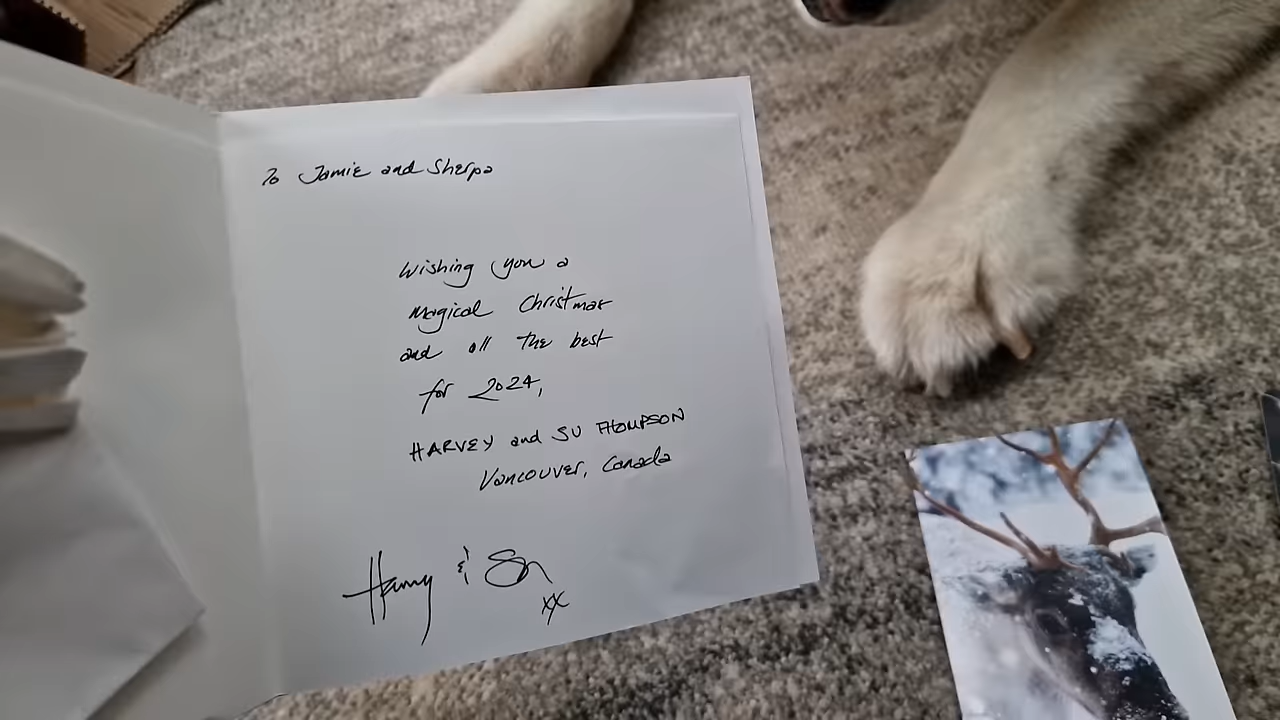 To Jamie and Sherpa
Wishing you a
Magical Christmas
and all the best
for 2024,
HARVEY and SU THOMPSON
Vancouver, Canada
Harvey & Su
xx